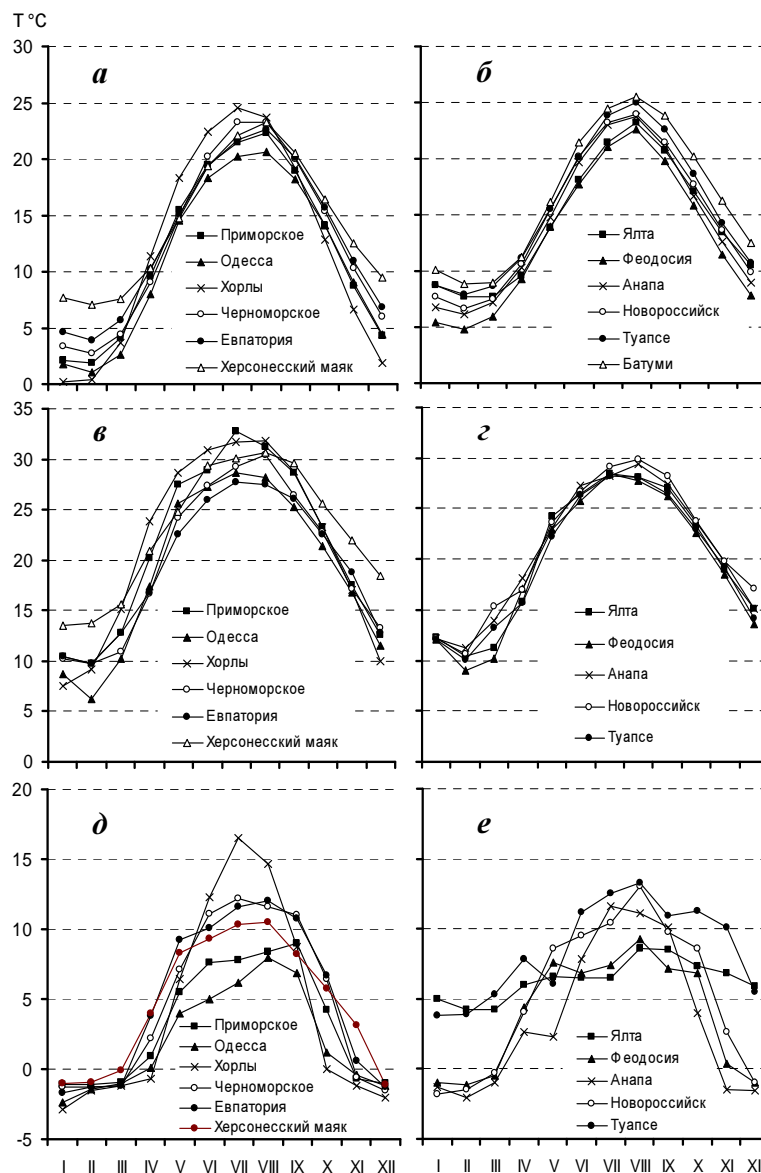 T °C
а
б
30
25
20
15
10
5
0
Приморское
Одесса
Хорлы
Черноморское
Евпатория
Херсонесский маяк
Ялта
Феодосия
Анапа
Новороссийск
Туапсе
Батуми
в
г
35
30
25
20
15
10
5
0
Приморское
Одесса
Хорлы
Черноморское
Евпатория
Херсонесский маяк
Ялта
Феодосия
Анапа
Новороссийск
Туапсе
д
е
20
15
10
5
0
-5
Приморское
Одесса
Хорлы
Черноморское
Евпатория
Херсонесский маяк
Ялта
Феодосия
Анапа
Новороссийск
Туапсе
I II III IV V VI VII VIII IX X XI XII
I II III IV V VI VII VIII IX X XI XII